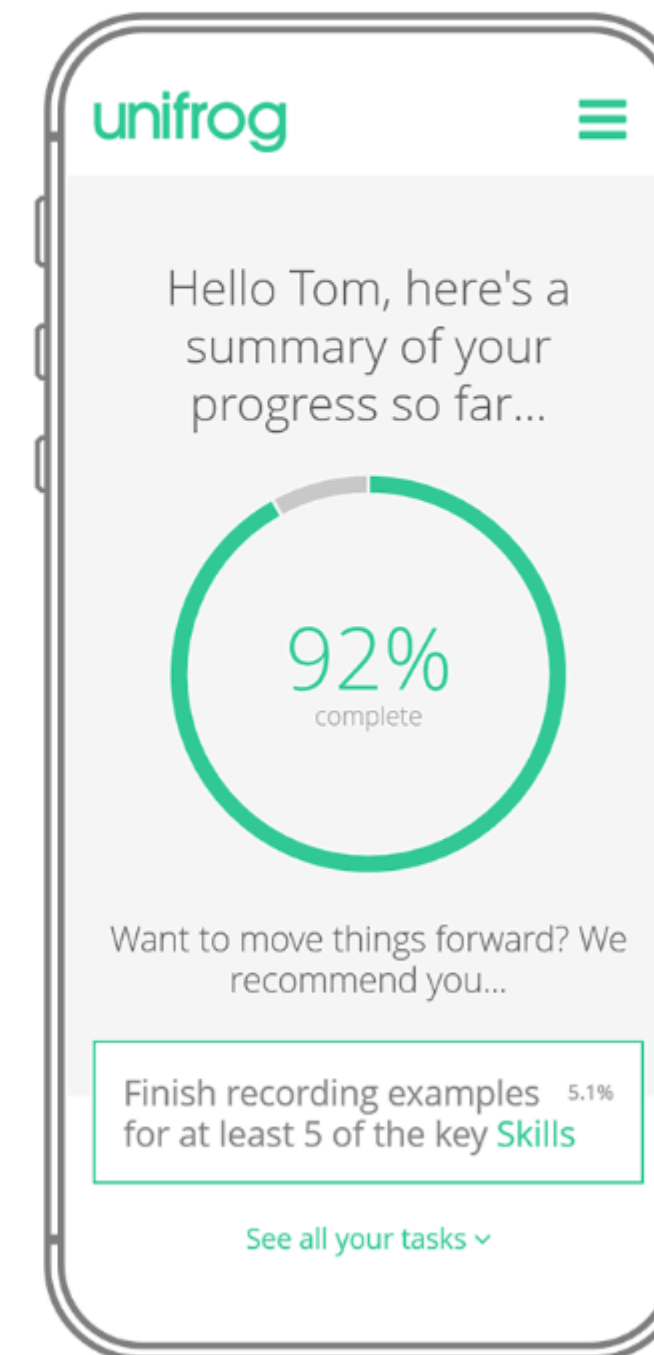 unifrog
Hello Tom, here's a
summary of your
progress so far...
92%
complete
Want to move things forward? We
recommend you...
Finish recording examples 5.1%
for at least 5 of the key Skills
See all your tasks